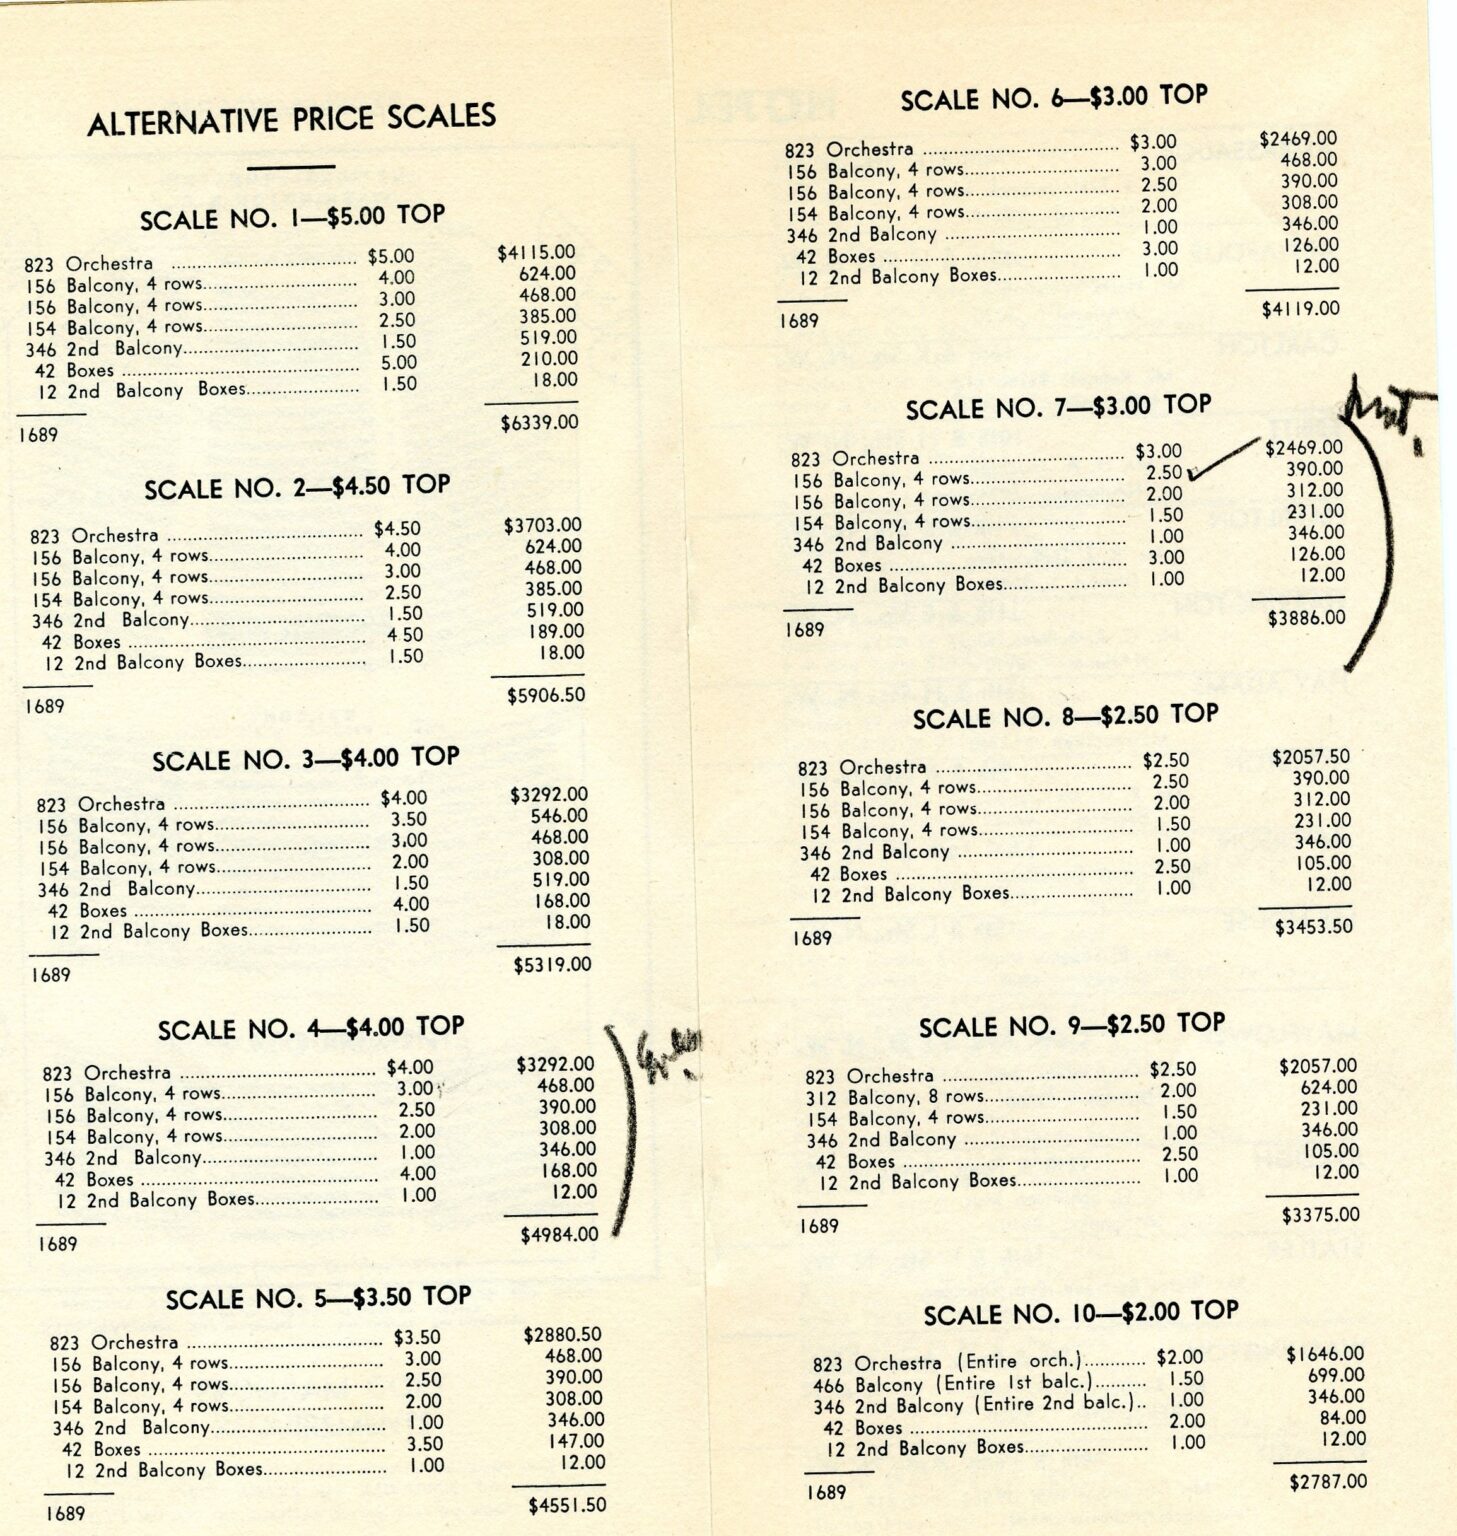 ALTERNATIVE PRICE SCALES
SCALE NO. 1—$5.00 TOP
823 Orchestra .................... $5.00 $4115.00
156 Balcony, 4 rows.................... 4.00 624.00
156 Balcony, 4 rows.................... 3.00 468.00
154 Balcony, 4 rows.................... 2.50 385.00
346 2nd Balcony.................... 1.50 519.00
42 Boxes .................... 5.00 210.00
12 2nd Balcony Boxes.................... 1.50 18.00
1689 $6339.00
SCALE NO. 2—$4.50 TOP
823 Orchestra .................... $4.50 $3703.00
156 Balcony, 4 rows.................... 4.00 624.00
156 Balcony, 4 rows.................... 3.00 468.00
154 Balcony, 4 rows.................... 2.50 385.00
346 2nd Balcony.................... 1.50 519.00
42 Boxes .................... 4 50 189.00
12 2nd Balcony Boxes.................... 1.50 18.00
1689 $5906.50
SCALE NO. 3—$4.00 TOP
823 Orchestra .................... $4.00 $3292.00
156 Balcony, 4 rows.................... 3.50 546.00
156 Balcony, 4 rows.................... 3.00 468.00
154 Balcony, 4 rows.................... 2.00 308.00
346 2nd Balcony.................... 1.50 519.00
42 Boxes .................... 4.00 168.00
12 2nd Balcony Boxes.................... 1.50 18.00
1689 $5319.00
SCALE NO. 4—$4.00 TOP
823 Orchestra .................... $4.00 $3292.00
156 Balcony, 4 rows.................... 3.00 468.00
156 Balcony, 4 rows.................... 2.50 390.00
154 Balcony, 4 rows.................... 2.00 308.00
346 2nd Balcony.................... 1.00 346.00
42 Boxes .................... 4.00 168.00
12 2nd Balcony Boxes.................... 1.00 12.00
1689 $4984.00
SCALE NO. 5—$3.50 TOP
823 Orchestra .................... $3.50 $2880.50
156 Balcony, 4 rows.................... 3.00 468.00
156 Balcony, 4 rows.................... 2.50 390.00
154 Balcony, 4 rows.................... 2.00 308.00
346 2nd Balcony.................... 1.00 346.00
42 Boxes .................... 3.50 147.00
12 2nd Balcony Boxes.................... 1.00 12.00
1689 $4551.50
SCALE NO. 6—$3.00 TOP
823 Orchestra .................... $3.00 $2469.00
156 Balcony, 4 rows.................... 3.00 468.00
156 Balcony, 4 rows.................... 2.50 390.00
154 Balcony, 4 rows.................... 2.00 308.00
346 2nd Balcony .................... 1.00 346.00
42 Boxes .................... 3.00 126.00
12 2nd Balcony Boxes.................... 1.00 12.00
1689 $4119.00
SCALE NO. 7—$3.00 TOP
823 Orchestra .................... $3.00 $2469.00
156 Balcony, 4 rows.................... 2.50 390.00
156 Balcony, 4 rows.................... 2.00 312.00
154 Balcony, 4 rows.................... 1.50 231.00
346 2nd Balcony .................... 1.00 346.00
42 Boxes .................... 3.00 126.00
12 2nd Balcony Boxes.................... 1.00 12.00
1689 $3886.00
SCALE NO. 8—$2.50 TOP
823 Orchestra .................... $2.50 $2057.50
156 Balcony, 4 rows.................... 2.50 390.00
156 Balcony, 4 rows.................... 2.00 312.00
154 Balcony, 4 rows.................... 1.50 231.00
346 2nd Balcony .................... 1.00 346.00
42 Boxes .................... 2.50 105.00
12 2nd Balcony Boxes.................... 1.00 12.00
1689 $3453.50
SCALE NO. 9—$2.50 TOP
823 Orchestra .................... $2.50 $2057.00
312 Balcony, 8 rows.................... 2.00 624.00
154 Balcony, 4 rows.................... 1.50 231.00
346 2nd Balcony .................... 1.00 346.00
42 Boxes .................... 2.50 105.00
12 2nd Balcony Boxes.................... 1.00 12.00
1689 $3375.00
SCALE NO. 10—$2.00 TOP
823 Orchestra (Entire orch.)........... $2.00 $1646.00
466 Balcony (Entire 1st balc.)......... 1.50 699.00
346 2nd Balcony (Entire 2nd balc.).. 1.00 346.00
42 Boxes .................... 2.00 84.00
12 2nd Balcony Boxes.................... 1.00 12.00
1689 $2787.00